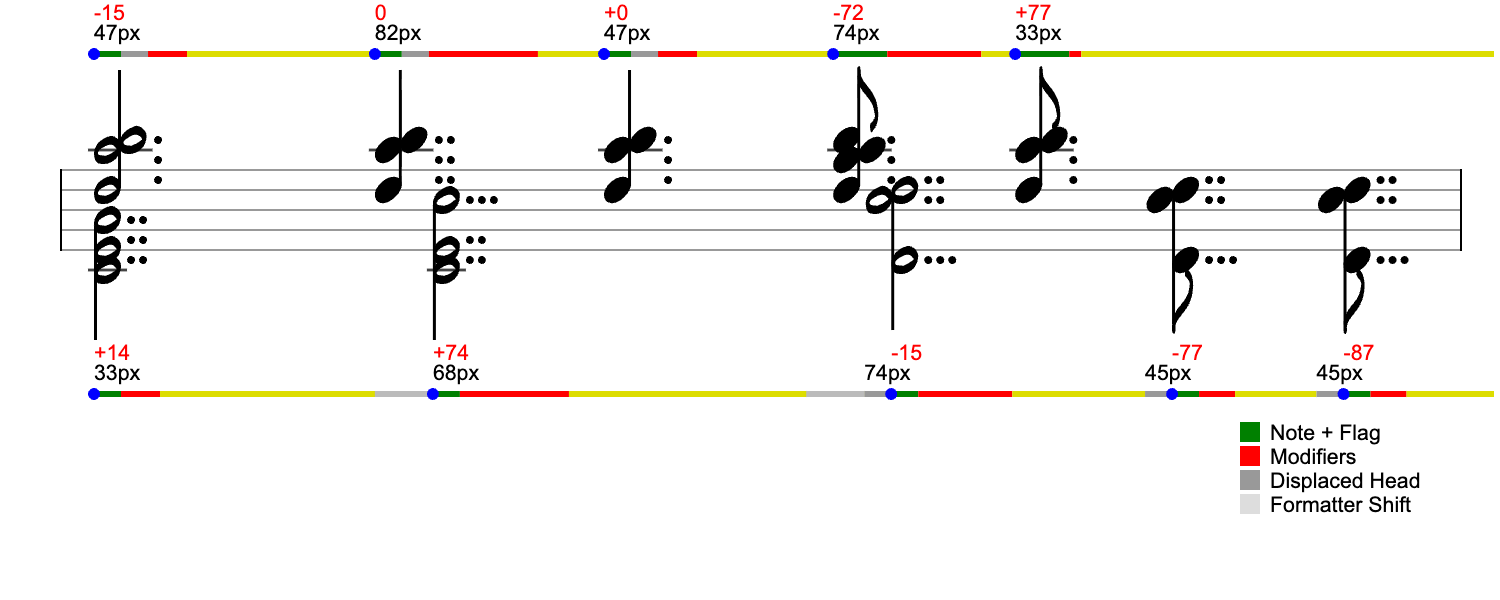 -15 0 +0 -72 +77
47px 82px 47px 74px 33px
+14 +74 -15 -77 -87
33px 68px 74px 45px 45px
Note + Flag
Modifiers
Displaced Head
Formatter Shift